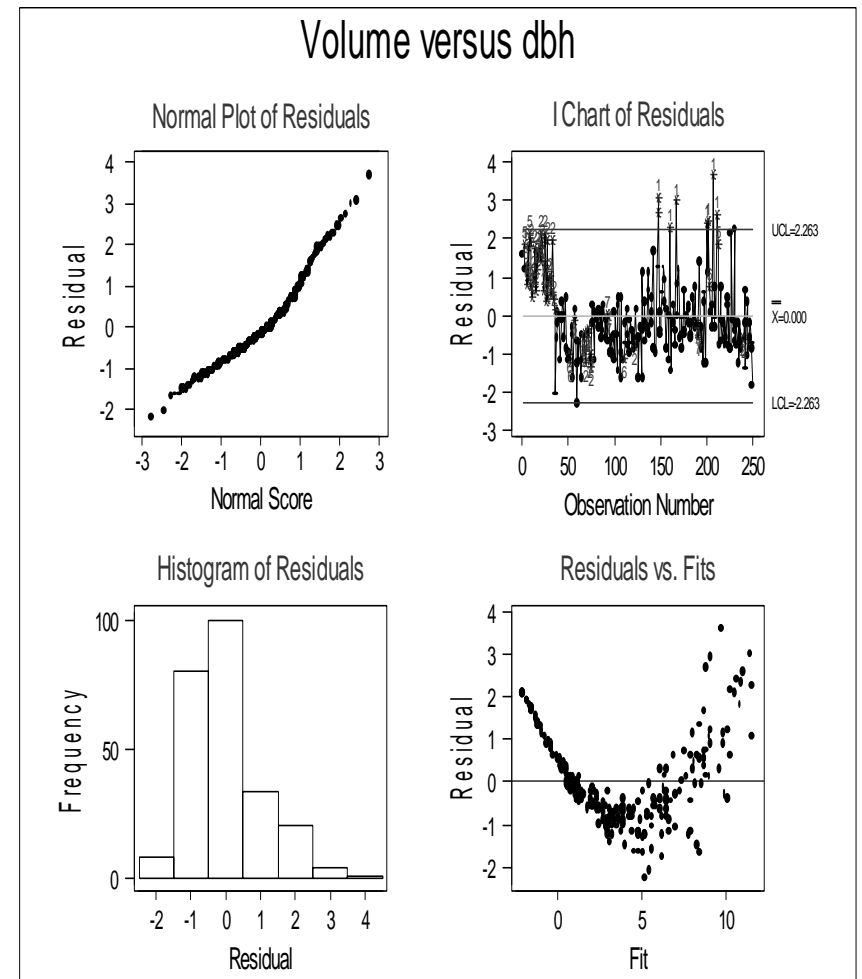 Volume versus dbh
Normal Plot of Residuals
4
3
2
1
0
-1
-2
Residual
-3 -2 -1 0 1 2 3
Normal Score
I Chart of Residuals
4
3
2
1
0
-1
-2
-3
Residual
UCL=2.263
X=0.000
LCL=-2.263
0 50 100 150 200 250
Observation Number
Histogram of Residuals
100
50
0
Frequency
-2 -1 0 1 2 3 4
Residual
Residuals vs. Fits
4
3
2
1
0
-1
-2
Residual
0 5 10
Fit